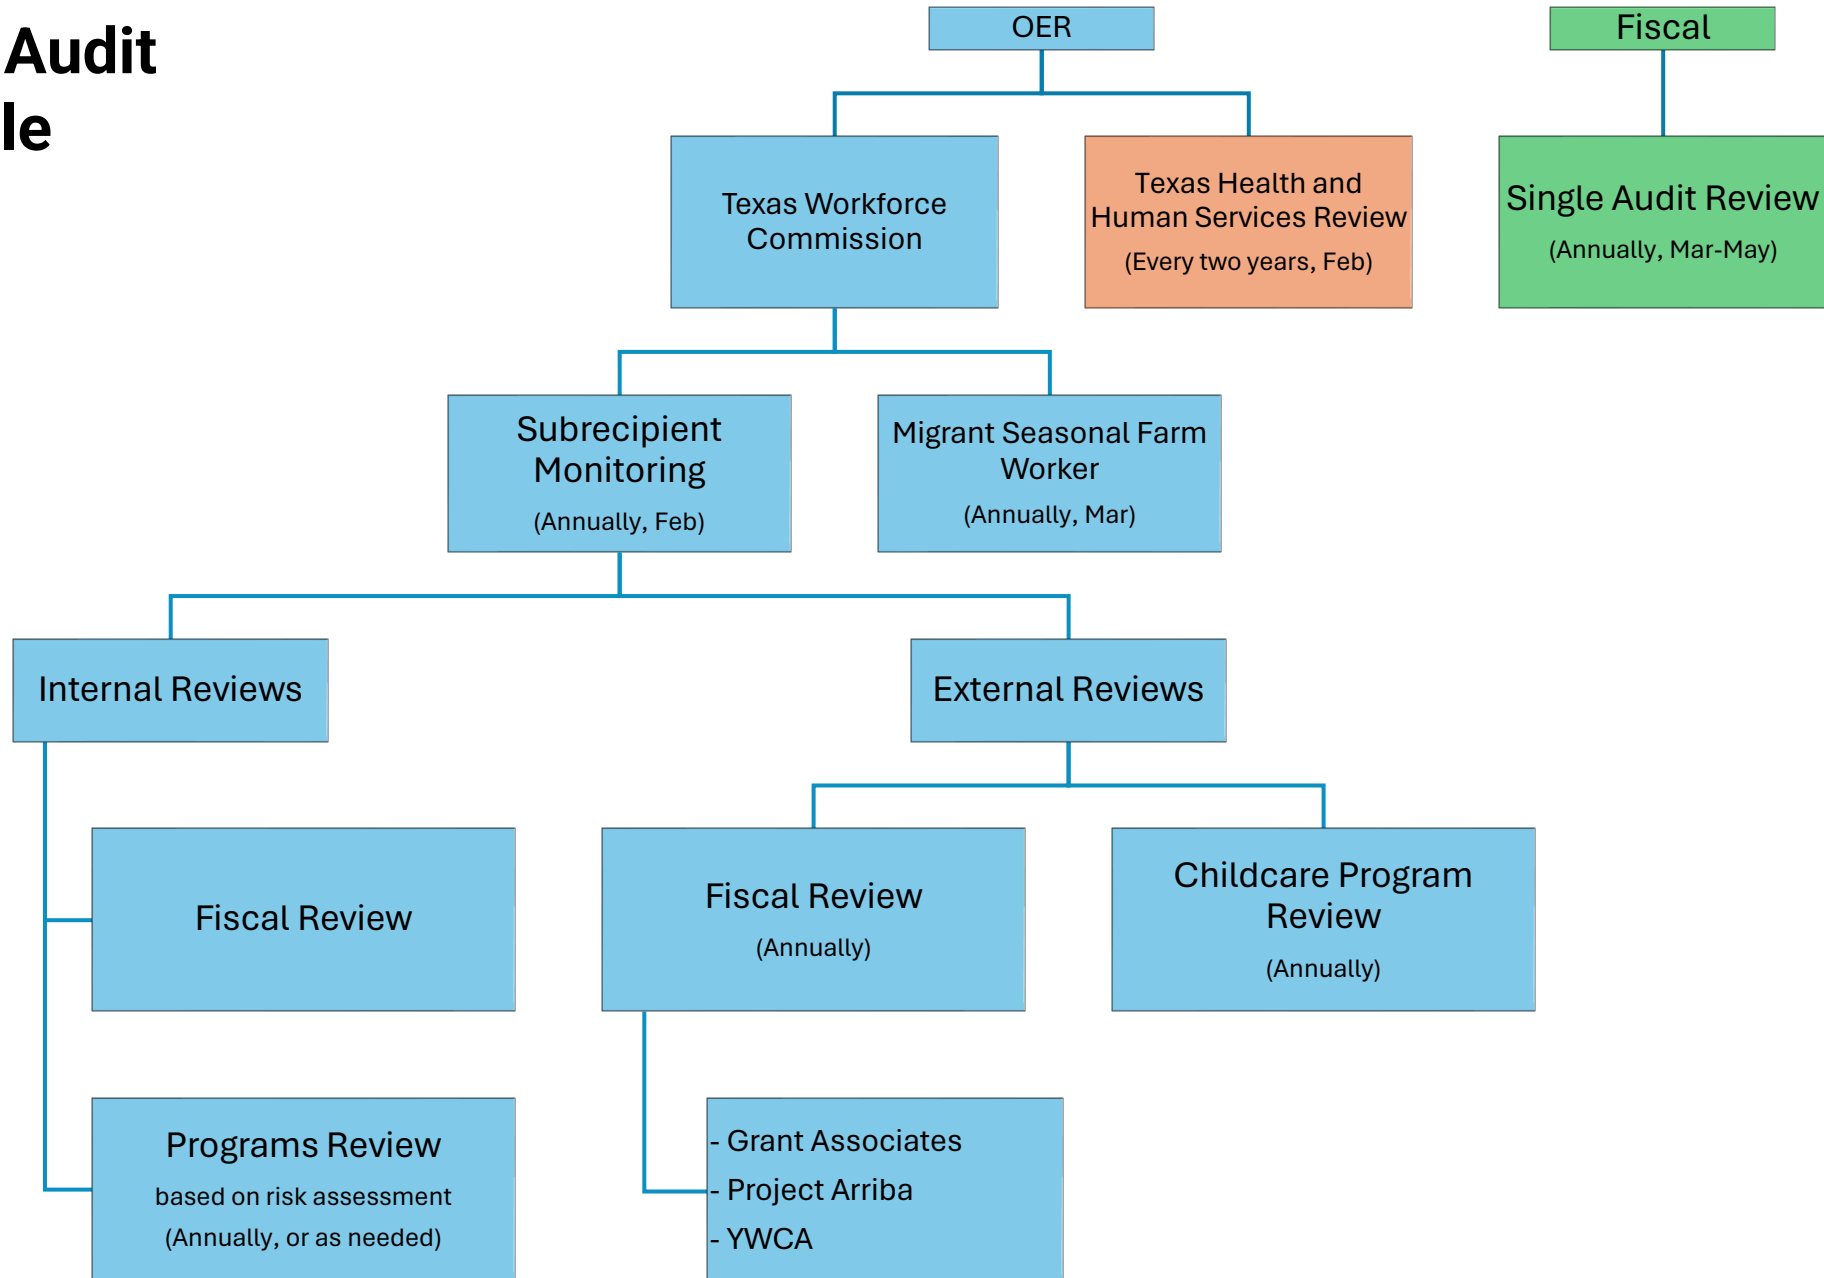 Audit
le
OER
Fiscal
Texas Workforce
Commission
Texas Health and
Human Services Review
(Every two years, Feb)
Single Audit Review
(Annually, Mar-May)
Subrecipient
Monitoring
(Annually, Feb)
Migrant Seasonal Farm
Worker
(Annually, Mar)
Internal Reviews
External Reviews
Fiscal Review
Fiscal Review
(Annually)
Childcare Program
Review
(Annually)
Programs Review
based on risk assessment
(Annually, or as needed)
- Grant Associates
- Project Arriba
- YWCA